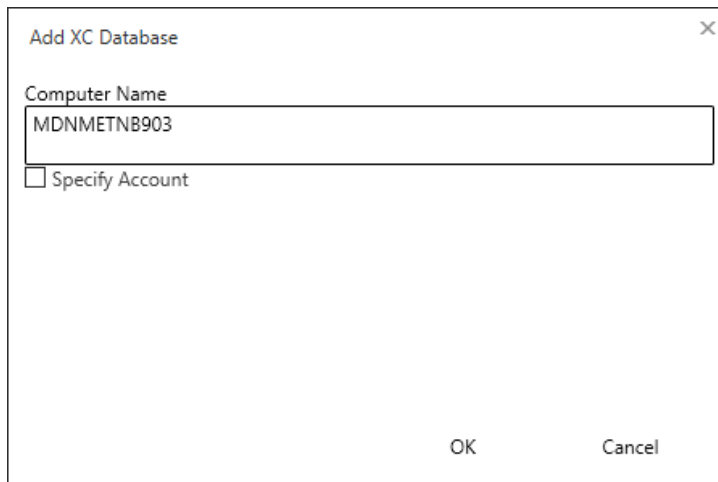 Add XC Database
Computer Name
MDNMETNB903
Specify Account
OK Cancel